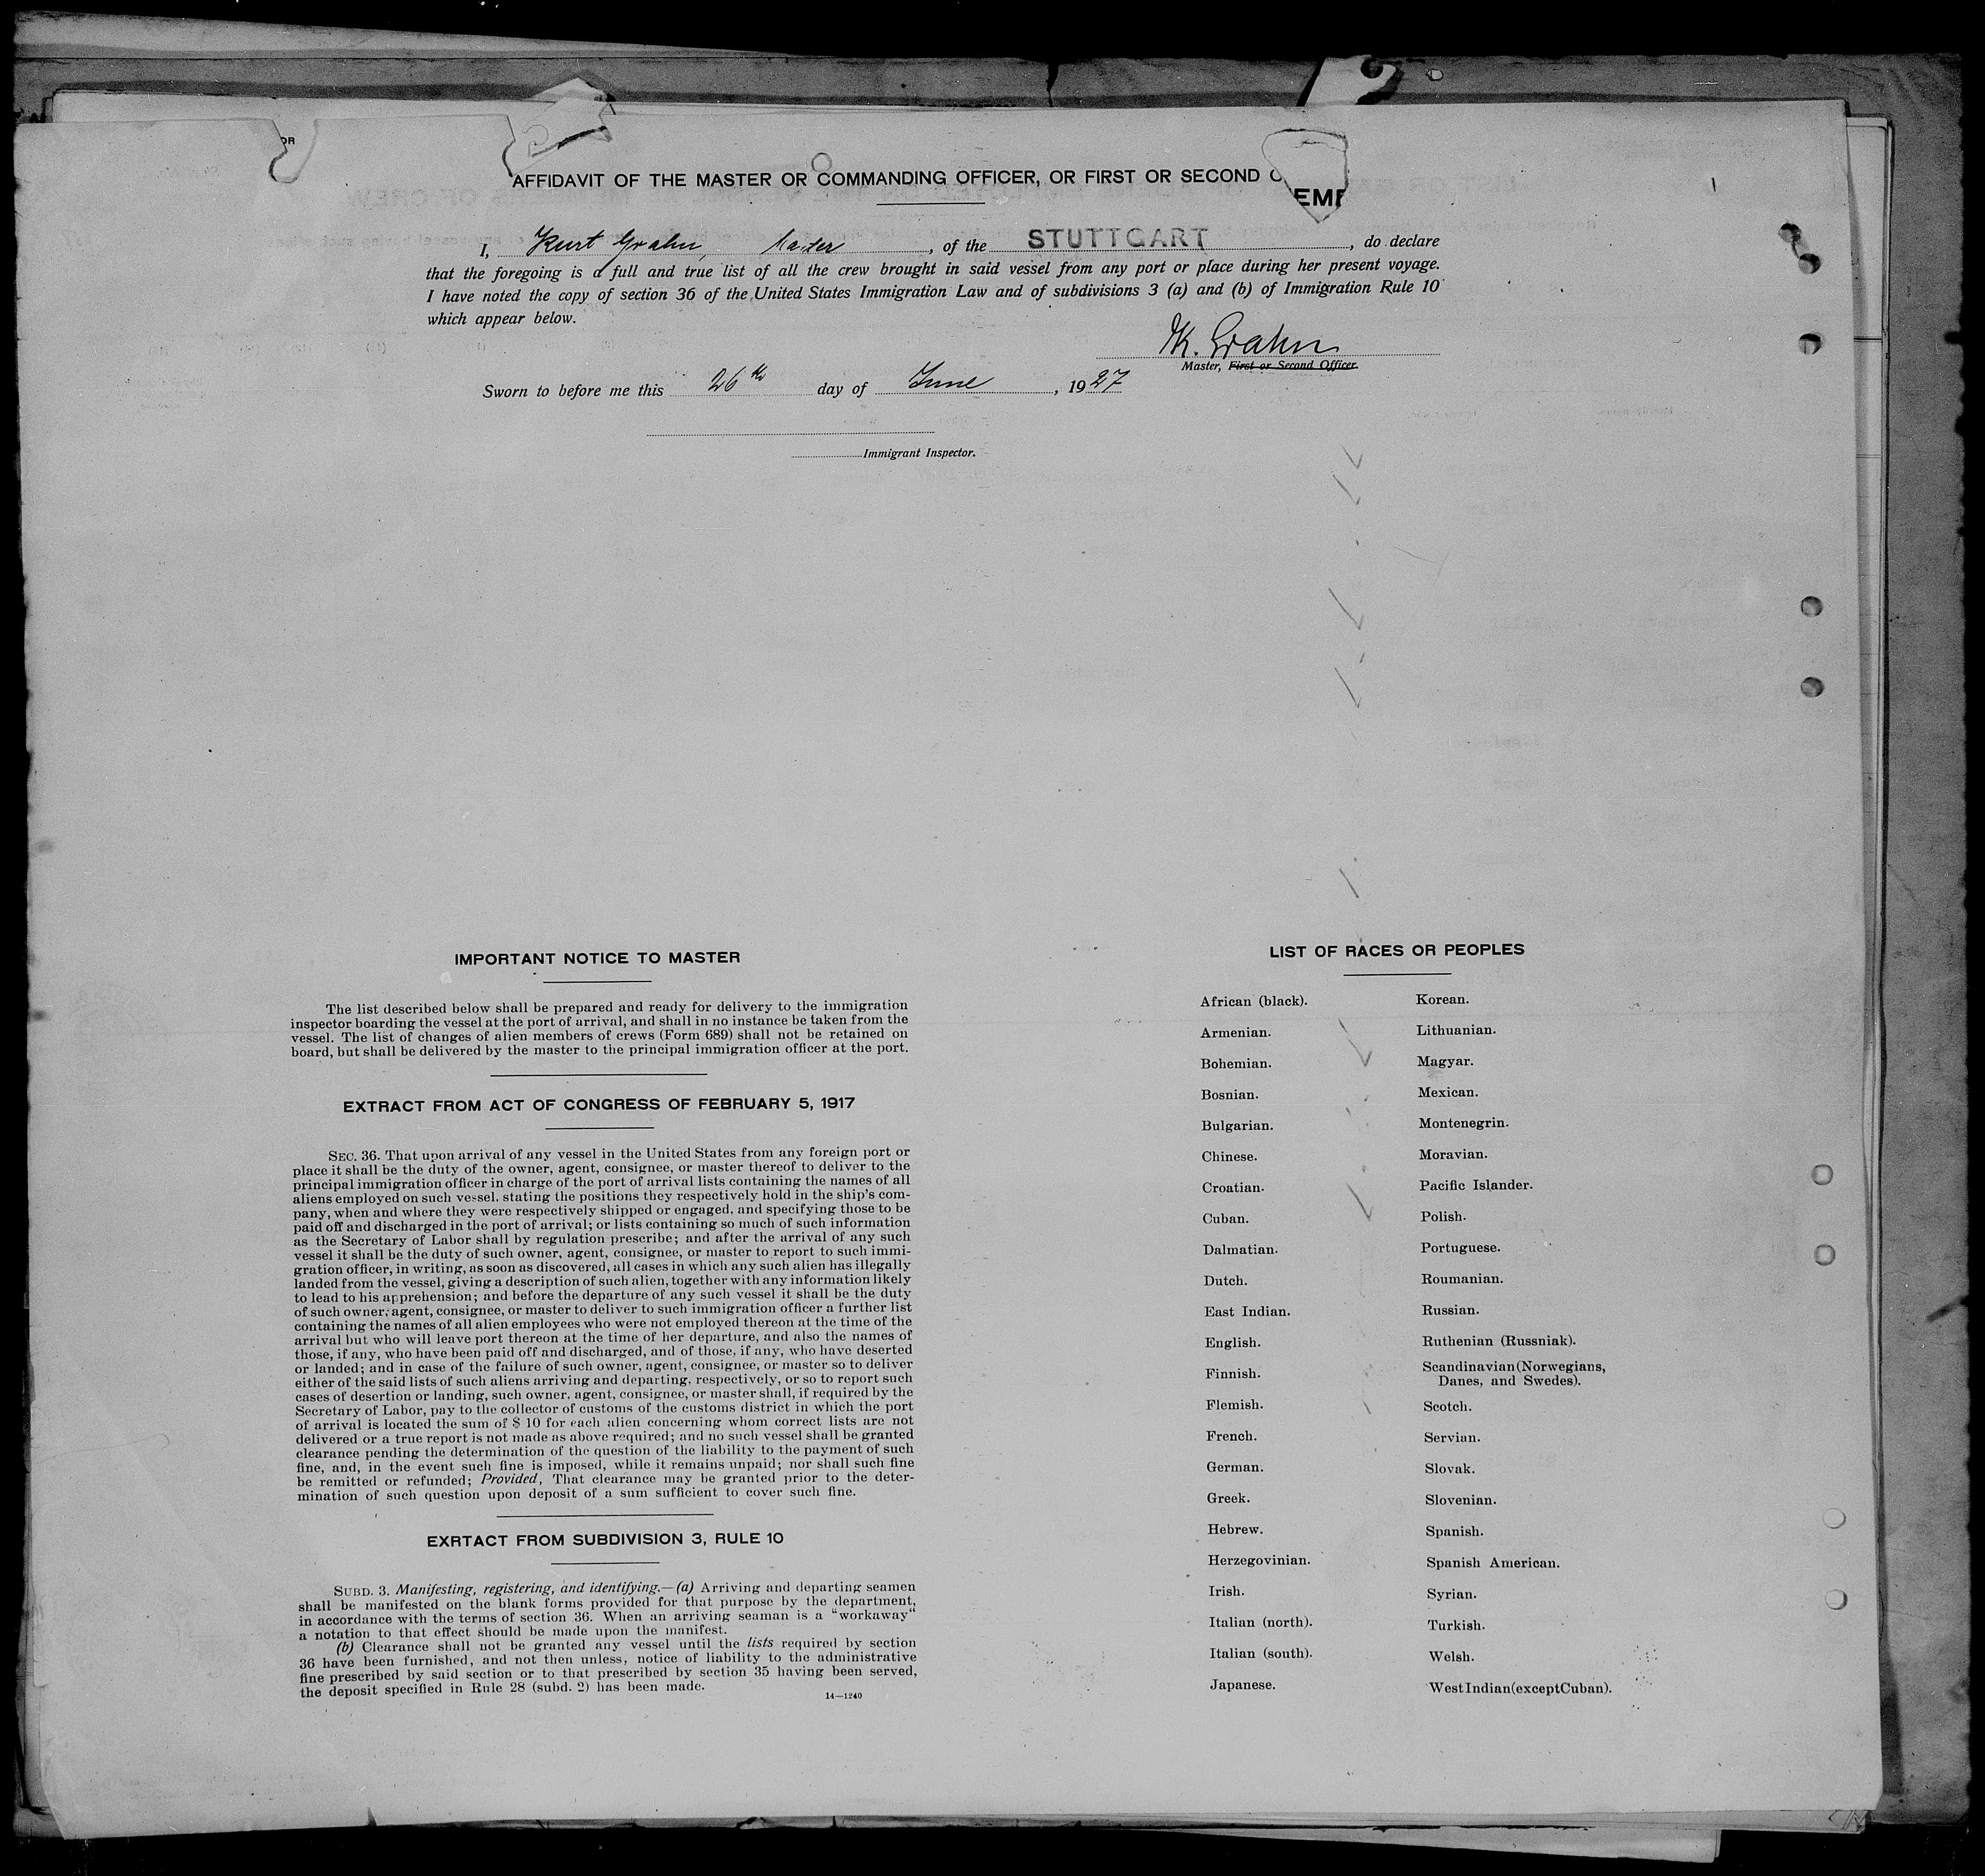 OR
AFFIDAVIT OF THE MASTER OR COMMANDING OFFICER, OR FIRST OR SECOND O
EME
I, Kurt Grahn, Master, of the STUTTGART, do declare
that the foregoing is a full and true list of all the crew brought in said vessel from any port or place during her present voyage.
I have noted the copy of section 36 of the United States Immigration Law and of subdivisions 3 (a) and (b) of Immigration Rule 10
which appear below.
K. Grahn
Master, First or Second Officer.
Sworn to before me this 26th day of June, 1927
Immigrant Inspector.
IMPORTANT NOTICE TO MASTER
The list described below shall be prepared and ready for delivery to the immigration
inspector boarding the vessel at the port of arrival, and shall in no instance be taken from the
vessel. The list of changes of alien members of crews (Form 689) shall not be retained on
board, but shall be delivered by the master to the principal immigration officer at the port.
EXTRACT FROM ACT OF CONGRESS OF FEBRUARY 5, 1917
SEC. 36. That upon arrival of any vessel in the United States from any foreign port or
place it shall be the duty of the owner, agent, consignee, or master thereof to deliver to the
principal immigration officer in charge of the port of arrival lists containing the names of all
aliens employed on such vessel, stating the positions they respectively hold in the ship's com-
pany, when and where they were respectively shipped or engaged, and specifying those to be
paid off and discharged in the port of arrival; or lists containing so much of such information
as the Secretary of Labor shall by regulation prescribe; and after the arrival of any such
vessel it shall be the duty of such owner, agent, consignee, or master to report to such immi-
gration officer, in writing, as soon as discovered, all cases in which any such alien has illegally
landed from the vessel, giving a description of such alien, together with any information likely
to lead to his apprehension; and before the departure of any such vessel it shall be the duty
of such owner, agent, consignee, or master to deliver to such immigration officer a further list
containing the names of all alien employees who were not employed thereon at the time of the
arrival but who will leave port thereon at the time of her departure, and also the names of
those, if any, who have been paid off and discharged, and of those, if any, who have deserted
or landed; and in case of the failure of such owner, agent, consignee, or master so to deliver
either of the said lists of such aliens arriving and departing, respectively, or so to report such
cases of desertion or landing, such owner, agent, consignee, or master shall, if required by the
Secretary of Labor, pay to the collector of customs of the customs district in which the port
of arrival is located the sum of $ 10 for each alien concerning whom correct lists are not
delivered or a true report is not made as above required; and no such vessel shall be granted
clearance pending the determination of the question of the liability to the payment of such
fine, and, in the event such fine is imposed, while it remains unpaid; nor shall such fine
be remitted or refunded; Provided, That clearance may be granted prior to the deter-
mination of such question upon deposit of a sum sufficient to cover such fine.
EXRTACT FROM SUBDIVISION 3, RULE 10
SUBD. 3. Manifesting, registering, and identifying.—(a) Arriving and departing seamen
shall be manifested on the blank forms provided for that purpose by the department,
in accordance with the terms of section 36. When an arriving seaman is a “workaway“
a notation to that effect should be made upon the manifest.
(b) Clearance shall not be granted any vessel until the lists required by section
36 have been furnished, and not then unless, notice of liability to the administrative
fine prescribed by said section or to that prescribed by section 35 having been served,
the deposit specified in Rule 28 (subd. 2) has been made.
14—1240
LIST OF RACES OR PEOPLES
African (black).
Armenian.
Bohemian.
Bosnian.
Bulgarian.
Chinese.
Croatian.
Cuban.
Dalmatian.
Dutch.
East Indian.
English.
Finnish.
Flemish.
French.
German.
Greek.
Hebrew.
Herzegovinian.
Irish.
Italian (north).
Italian (south).
Japanese.
Korean.
Lithuanian.
Magyar.
Mexican.
Montenegrin.
Moravian.
Pacific Islander.
Polish.
Portuguese.
Roumanian.
Russian.
Ruthenian (Russniak).
Scandinavian (Norwegians,
Danes, and Swedes).
Scotch.
Servian.
Slovak.
Slovenian.
Spanish.
Spanish American.
Syrian.
Turkish.
Welsh.
West Indian (except Cuban).